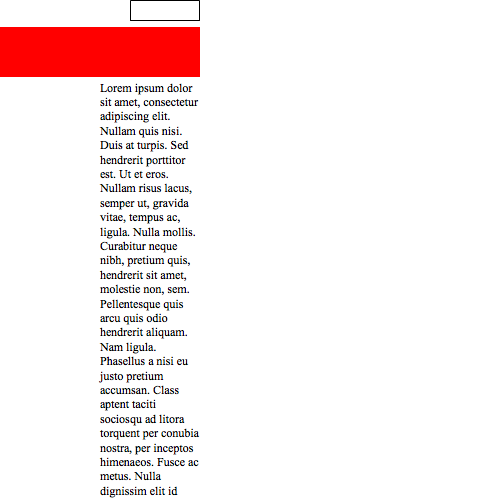 Lorem ipsum dolor
sit amet, consectetur
adipiscing elit.
Nullam quis nisi.
Duis at turpis. Sed
hendrerit porttitor
est. Ut et eros.
Nullam risus lacus,
semper ut, gravida
vitae, tempus ac,
ligula. Nulla mollis.
Curabitur neque
nibh, pretium quis,
hendrerit sit amet,
molestie non, sem.
Pellentesque quis
arcu quis odio
hendrerit aliquam.
Nam ligula.
Phasellus a nisi eu
justo pretium
accumsan. Class
aptent taciti
sociosqu ad litora
torquent per conubia
nostra, per inceptos
himenaeos. Fusce ac
metus. Nulla
dignissim elit id